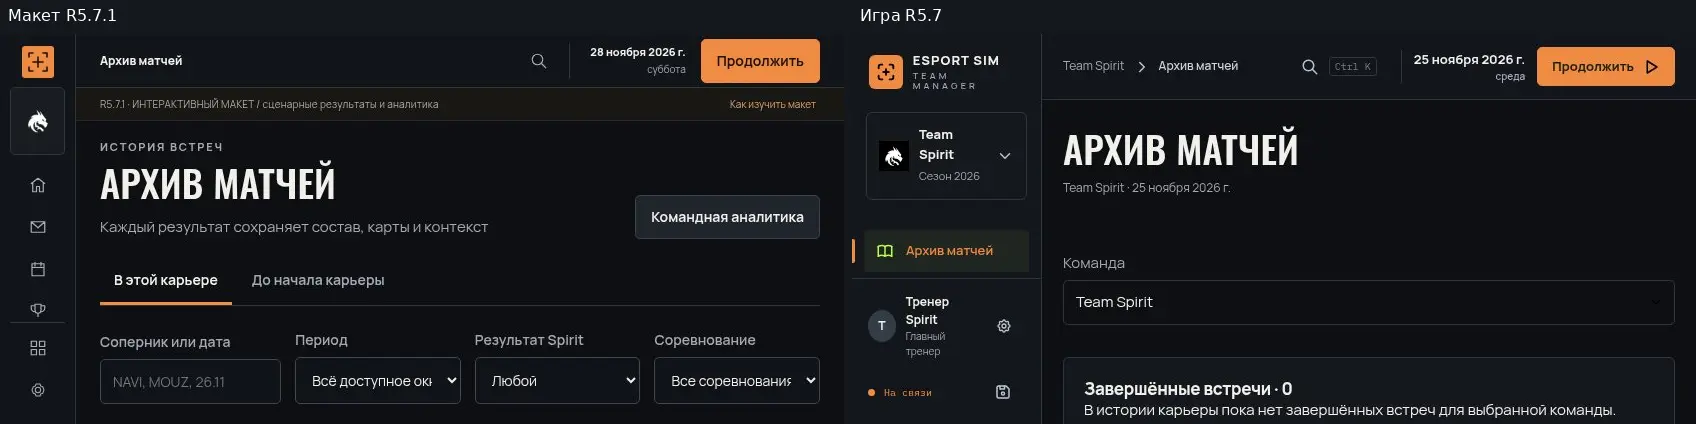 Макет R5.7.1
Архив матчей
28 ноября 2026 г.
суббота
Продолжить
R5.7.1 · ИНТЕРАКТИВНЫЙ МАКЕТ / сценарные результаты и аналитика
Как изучить макет
ИСТОРИЯ ВСТРЕЧ
АРХИВ МАТЧЕЙ
Каждый результат сохраняет состав, карты и контекст
Командная аналитика
В этой карьере
До начала карьеры
Соперник или дата
Период
Результат Spirit
Соревнование
NAVI, MOUZ, 26.11
Всё доступное окн
Любой
Все соревнования
Игра R5.7
ESPORT SIM
TEAM
MANAGER
Team Spirit
Архив матчей
Ctrl K
25 ноября 2026 г.
среда
Продолжить
Team
Spirit
Сезон 2026
Архив матчей
Тренер
Spirit
Главный
тренер
На связи
АРХИВ МАТЧЕЙ
Team Spirit · 25 ноября 2026 г.
Команда
Team Spirit
Завершённые встречи · 0
В истории карьеры пока нет завершённых встреч для выбранной команды.